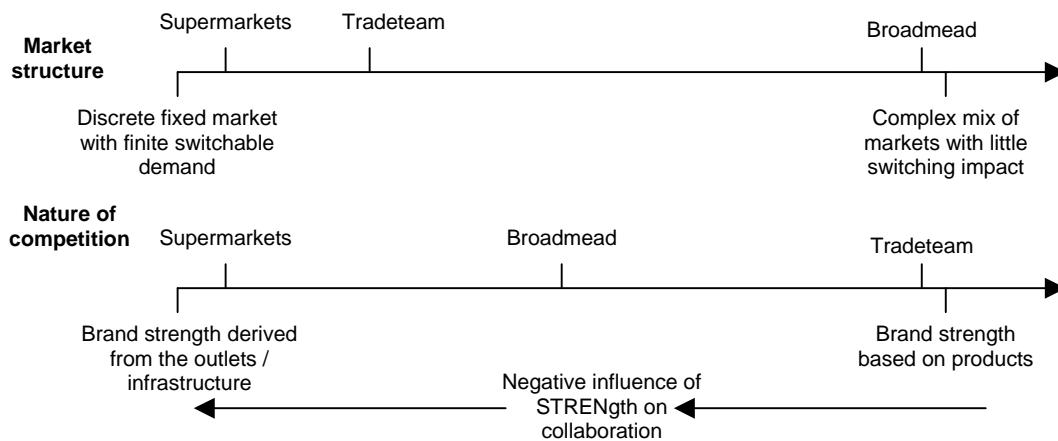 Supermarkets
Tradeteam
Broadmead
Market
structure
Discrete fixed market
with finite switchable
demand
Complex mix of
markets with little
switching impact
Nature of
competition
Supermarkets
Broadmead
Tradeteam
Brand strength derived
from the outlets /
infrastructure
Brand strength
based on products
Negative influence of
STRENgth on
collaboration